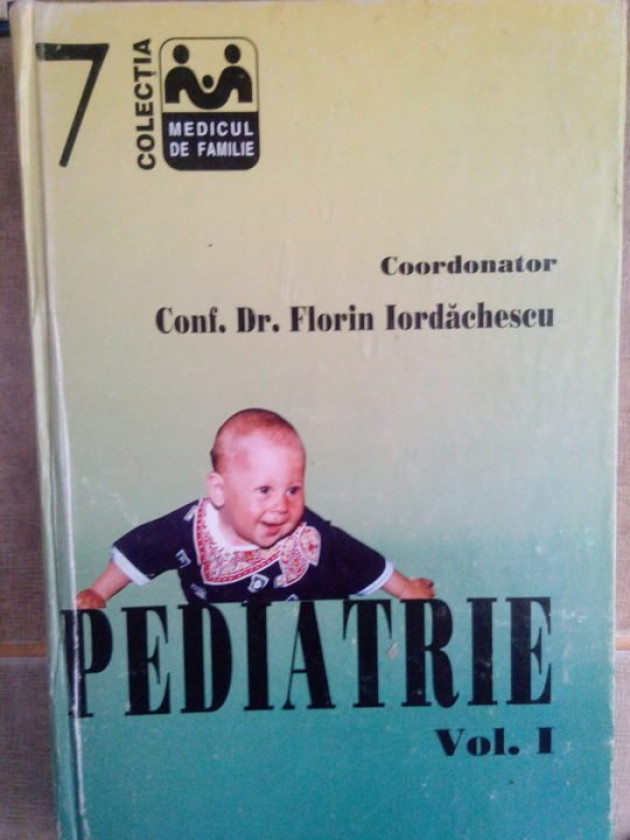 7
COLECȚIA
MEDICUL
DE FAMILIE
Coordonator
Conf. Dr. Florin Iordăchescu
PEDIATRIE
Vol. I